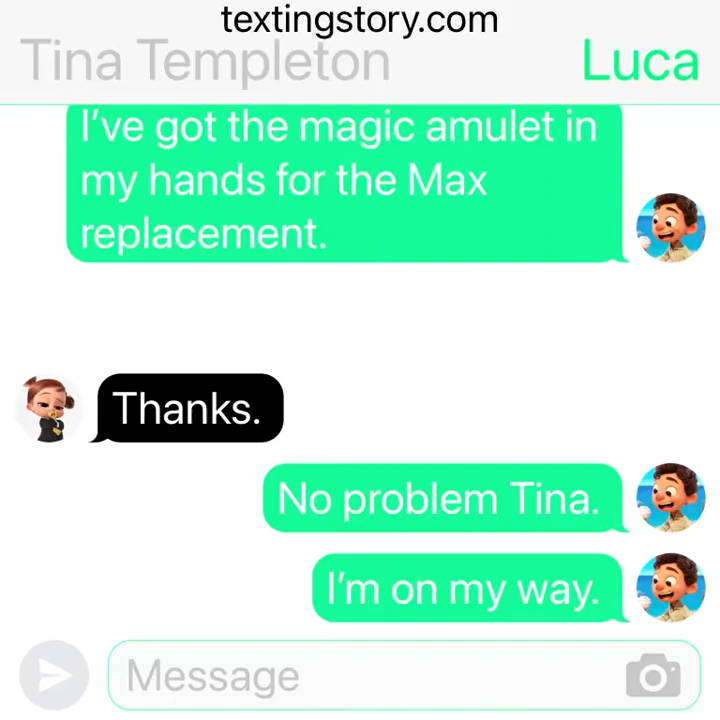 textingstory.com
Tina Templeton Luca
I’ve got the magic amulet in
my hands for the Max
replacement.
Thanks.
No problem Tina.
I’m on my way.
Message